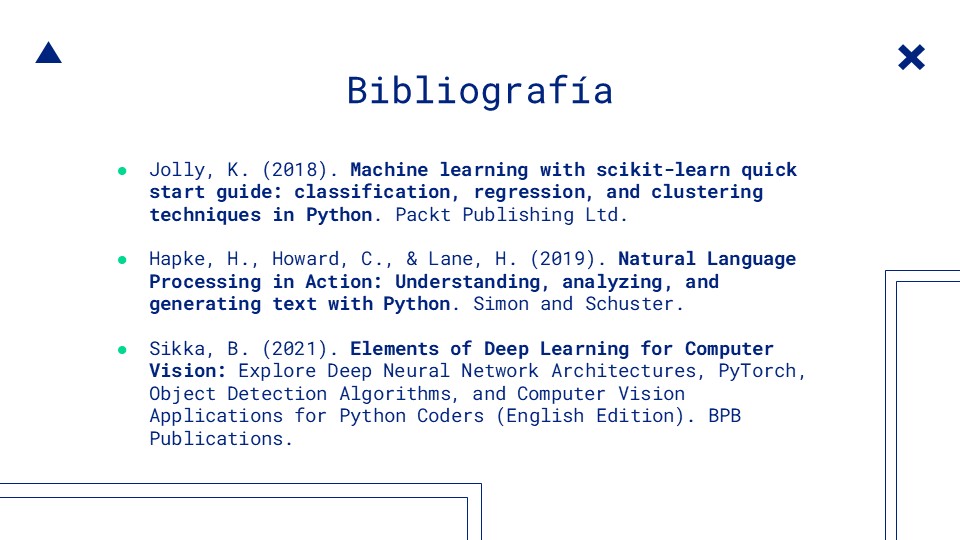 Bibliografía
● Jolly, K. (2018). Machine learning with scikit-learn quick
start guide: classification, regression, and clustering
techniques in Python. Packt Publishing Ltd.
● Hapke, H., Howard, C., & Lane, H. (2019). Natural Language
Processing in Action: Understanding, analyzing, and
generating text with Python. Simon and Schuster.
● Sikka, B. (2021). Elements of Deep Learning for Computer
Vision: Explore Deep Neural Network Architectures, PyTorch,
Object Detection Algorithms, and Computer Vision
Applications for Python Coders (English Edition). BPB
Publications.